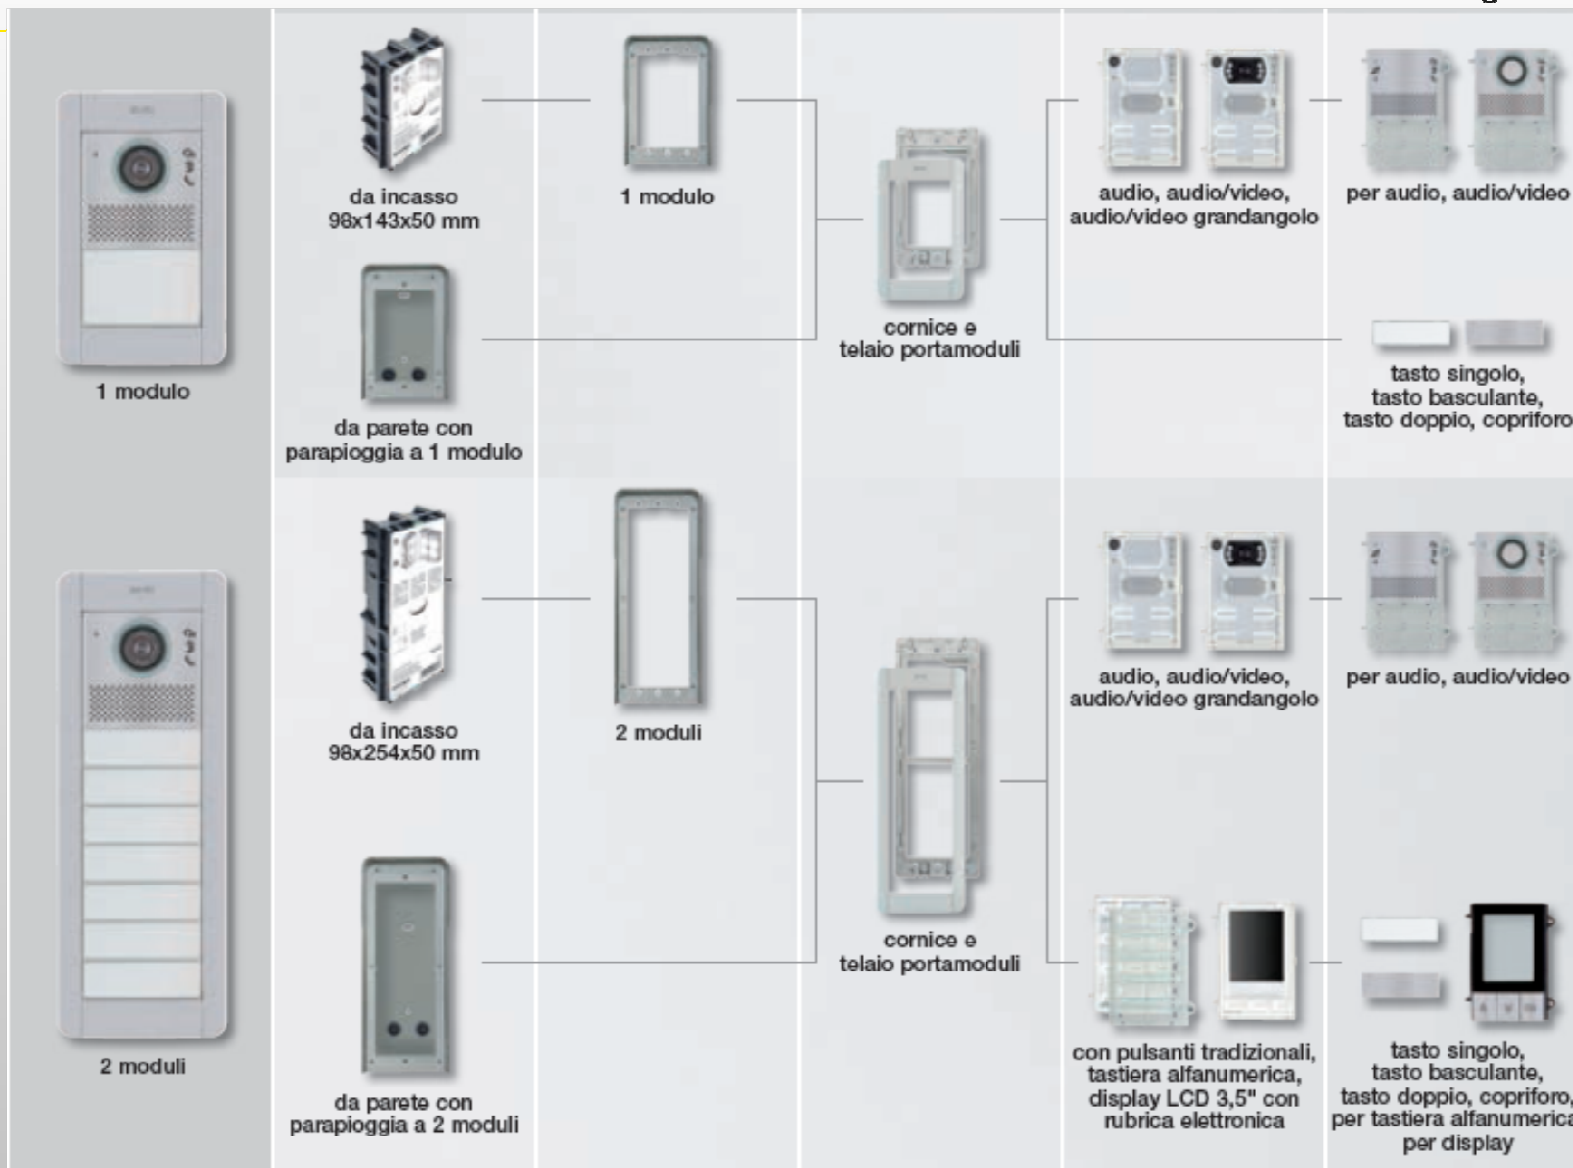 da incasso
98x143x50 mm
1 modulo
audio, audio/video,
audio/video grandangolo
per audio, audio/video
cornice e
telaio portamoduli
1 modulo
da parete con
parapioggia a 1 modulo
tasto singolo,
tasto basculante,
tasto doppio, copriforo
da incasso
98x254x50 mm
2 moduli
audio, audio/video,
audio/video grandangolo
per audio, audio/video
cornice e
telaio portamoduli
2 moduli
da parete con
parapioggia a 2 moduli
con pulsanti tradizionali,
tastiera alfanumerica,
display LCD 3,5" con
rubrica elettronica
tasto singolo,
tasto basculante,
tasto doppio, copriforo,
per tastiera alfanumerica
per display